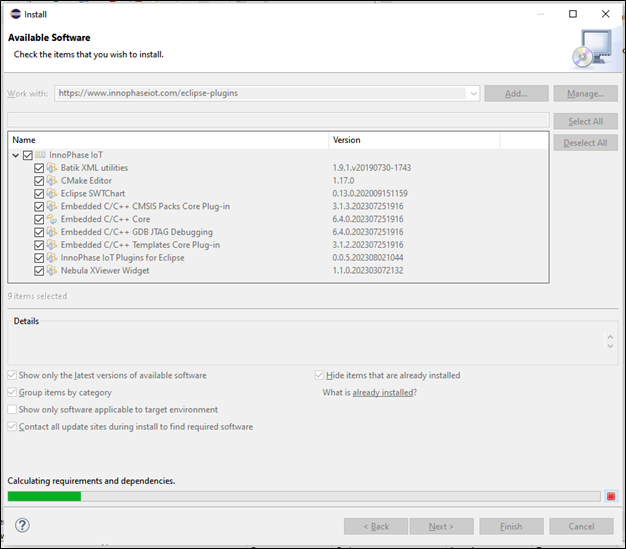 Install
Available Software
Check the items that you wish to install.
Work with: https://www.innophaseiot.com/eclipse-plugins Add... Manage...
Select All
Deselect All
Name Version
InnoPhase IoT
Batik XML utilities 1.9.1.v20190730-1743
CMake Editor 1.17.0
Eclipse SWTChart 0.13.0.202009151159
Embedded C/C++ CMSIS Packs Core Plug-in 3.1.3.202307251916
Embedded C/C++ Core 6.4.0.202307251916
Embedded C/C++ GDB JTAG Debugging 6.4.0.202307251916
Embedded C/C++ Templates Core Plug-in 3.1.2.202307251916
InnoPhase IoT Plugins for Eclipse 0.0.5.202308021044
Nebula XViewer Widget 1.1.0.202303072132
9 items selected
Details
Show only the latest versions of available software Hide items that are already installed
Group items by category What is already installed?
Show only software applicable to target environment
Contact all update sites during install to find required software
Calculating requirements and dependencies.
? < Back Next > Finish Cancel